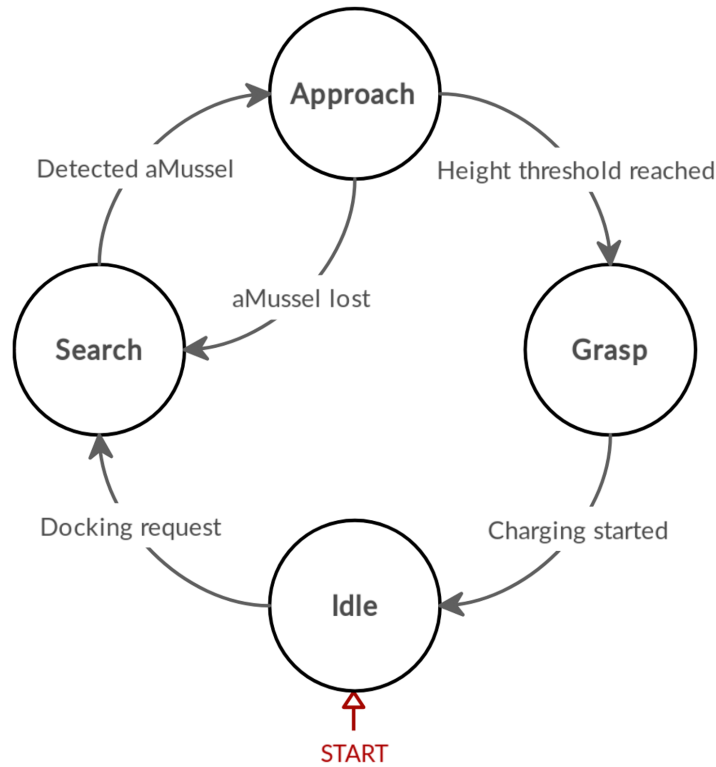 Approach
Detected aMussel
Height threshold reached
aMussel lost
Search
Grasp
Docking request
Charging started
Idle
START